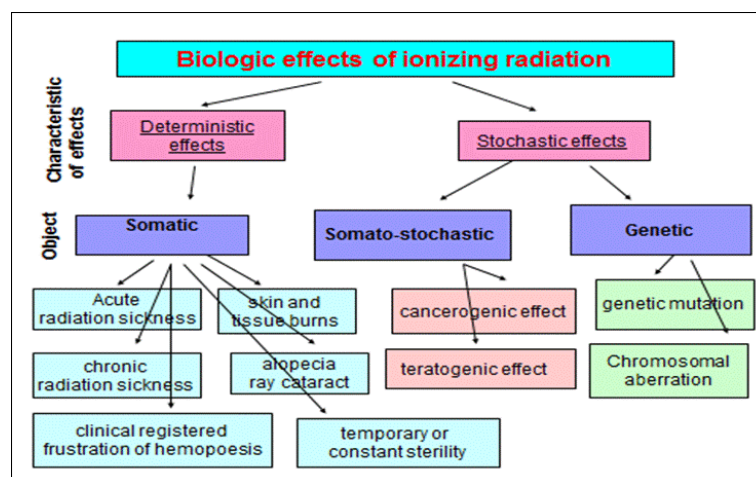 Biologic effects of ionizing radiation
Characteristic
of effects
Deterministic
effects
Stochastic effects
Object
Somatic
Somato-stochastic
Genetic
Acute
radiation sickness
skin and
tissue burns
cancerogenic effect
genetic mutation
chronic
radiation sickness
alopecia
ray cataract
teratogenic effect
Chromosomal
aberration
clinical registered
frustration of hemopoesis
temporary or
constant sterility